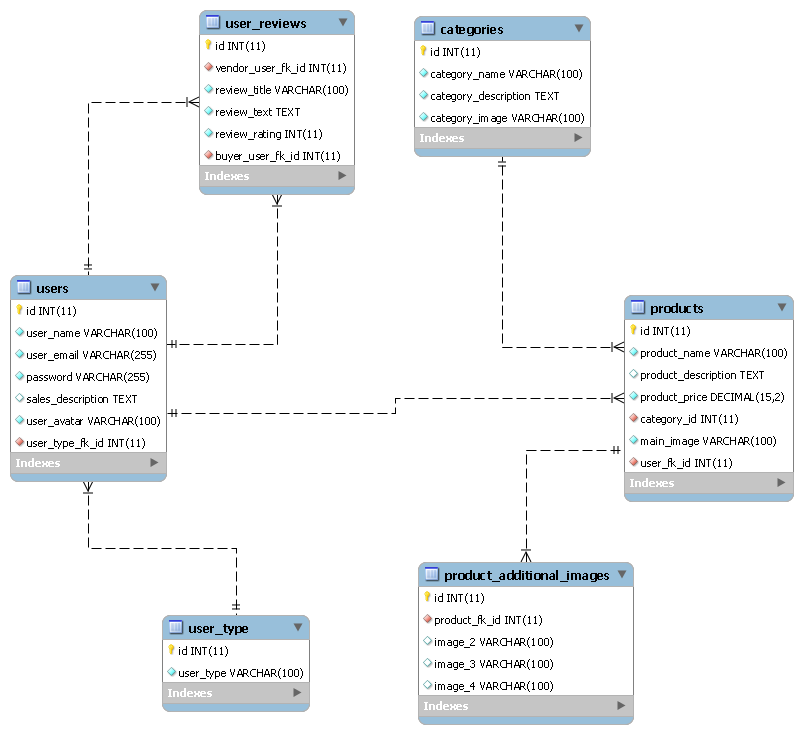 user_reviews
id INT(11)
vendor_user_fk_id INT(11)
review_title VARCHAR(100)
review_text TEXT
review_rating INT(11)
buyer_user_fk_id INT(11)
Indexes
categories
id INT(11)
category_name VARCHAR(100)
category_description TEXT
category_image VARCHAR(100)
Indexes
users
id INT(11)
user_name VARCHAR(100)
user_email VARCHAR(255)
password VARCHAR(255)
sales_description TEXT
user_avatar VARCHAR(100)
user_type_fk_id INT(11)
Indexes
products
id INT(11)
product_name VARCHAR(100)
product_description TEXT
product_price DECIMAL(15,2)
category_id INT(11)
main_image VARCHAR(100)
user_fk_id INT(11)
Indexes
user_type
id INT(11)
user_type VARCHAR(100)
Indexes
product_additional_images
id INT(11)
product_fk_id INT(11)
image_2 VARCHAR(100)
image_3 VARCHAR(100)
image_4 VARCHAR(100)
Indexes